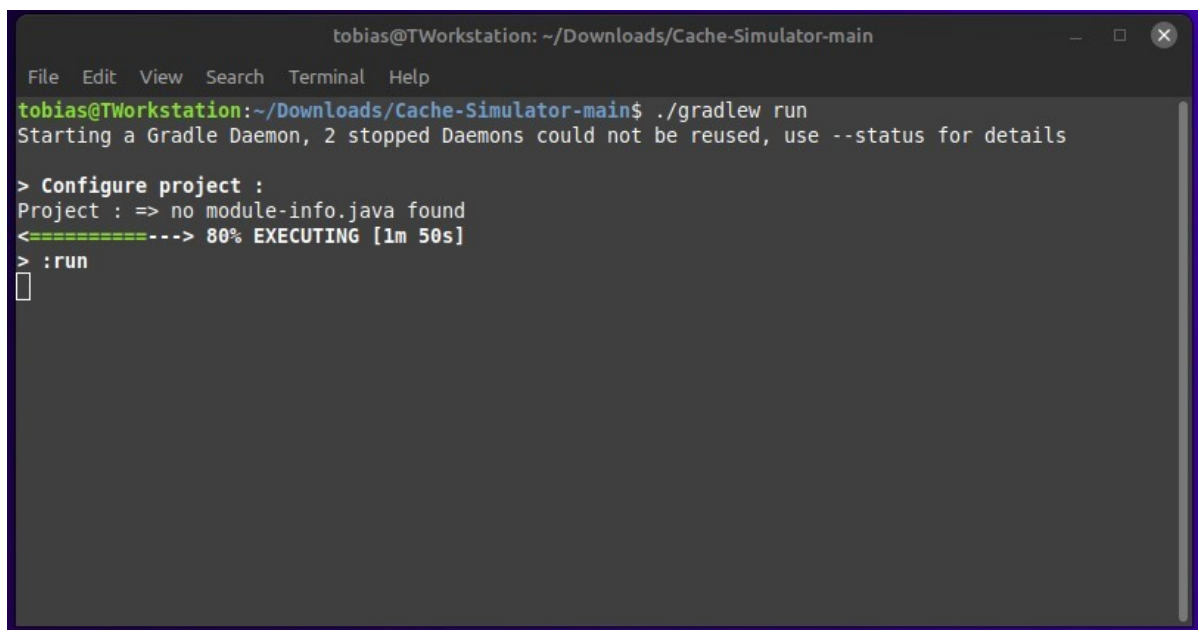 tobias@TWorkstation: ~/Downloads/Cache-Simulator-main
File Edit View Search Terminal Help
tobias@TWorkstation:~/Downloads/Cache-Simulator-main$ ./gradlew run
Starting a Gradle Daemon, 2 stopped Daemons could not be reused, use --status for details
> Configure project :
Project : => no module-info.java found
<==========---> 80% EXECUTING [1m 50s]
> :run